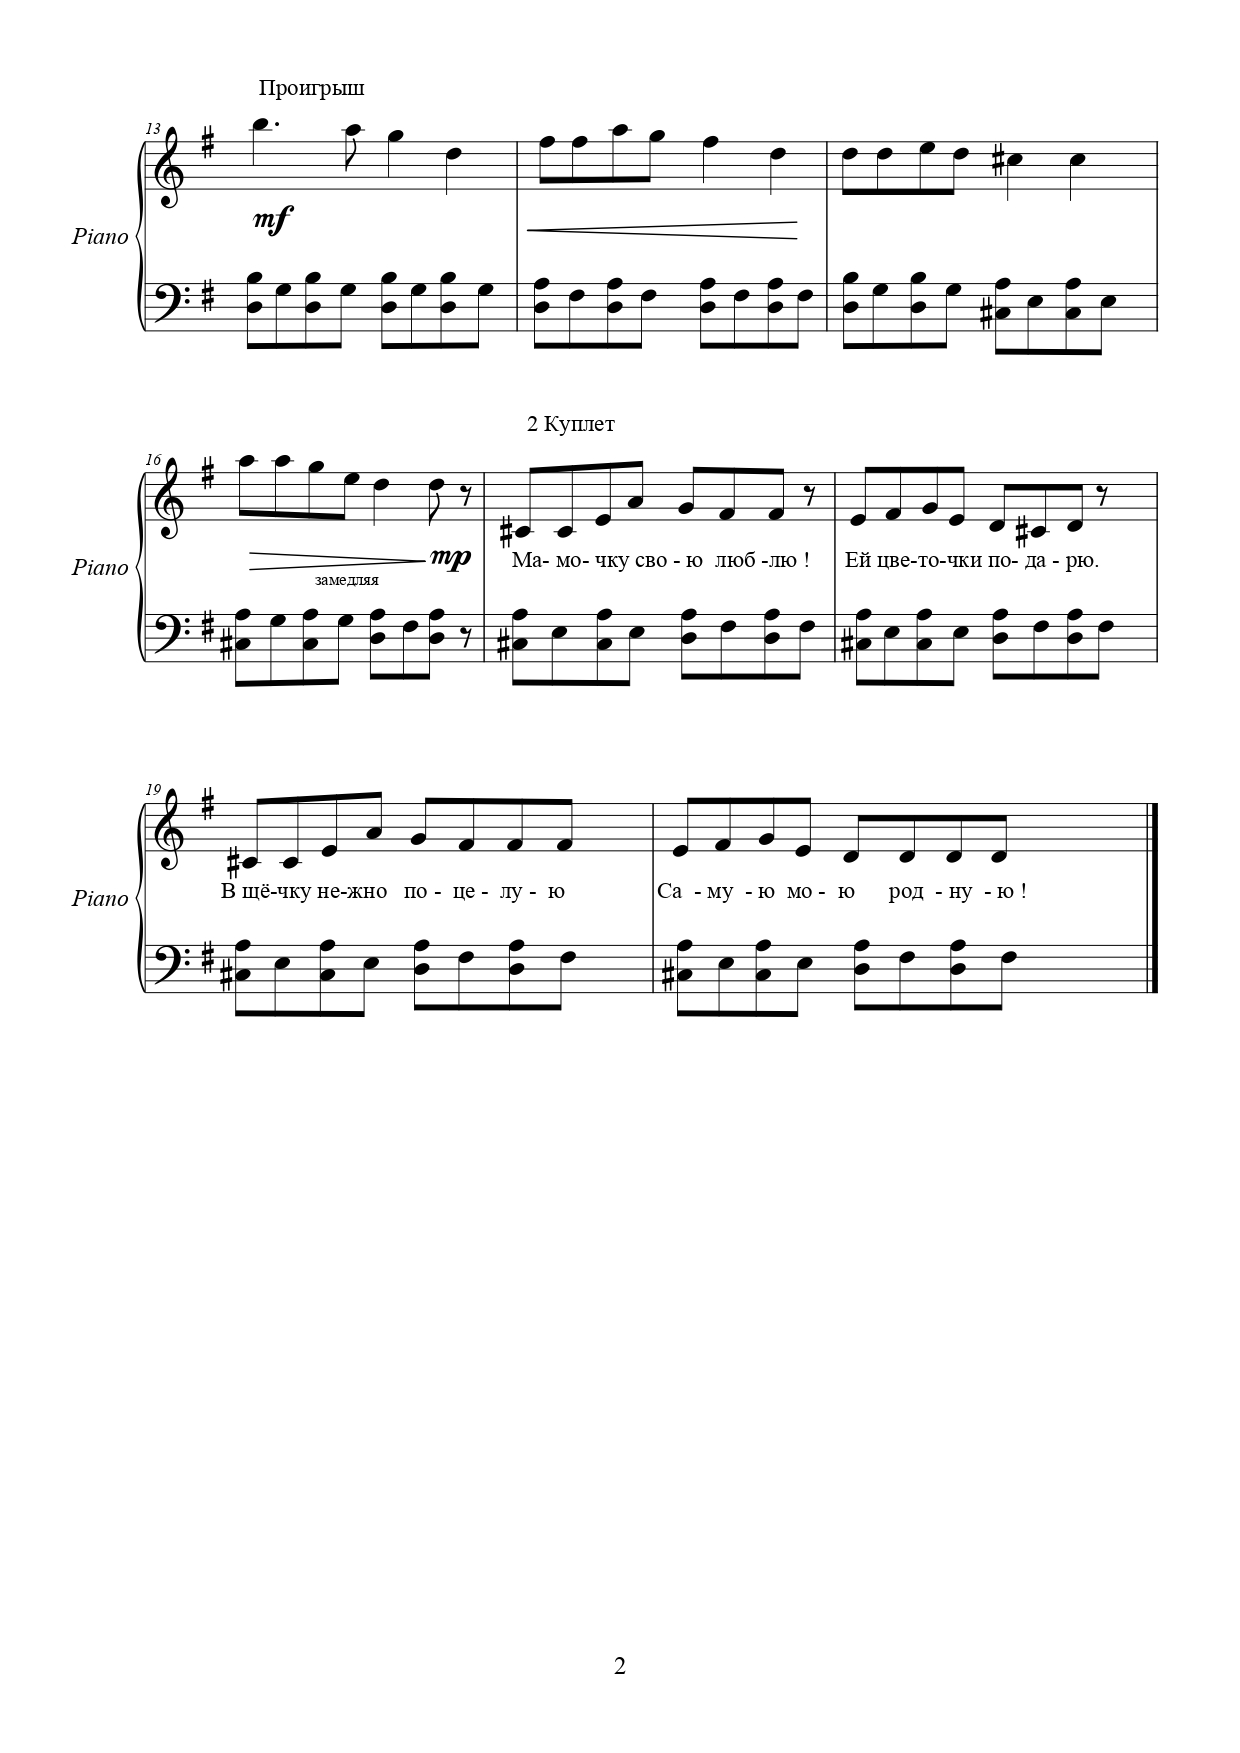 Проигрыш
13
mf
Piano
2 Куплет
16
Piano
mp
замедляя
Ма- мо- чку сво - ю люб -лю ! Ей цве-то-чки по- да - рю.
19
Piano
В щё-чку не-жно по - це - лу - ю Са - му - ю мо - ю род - ну - ю !
2